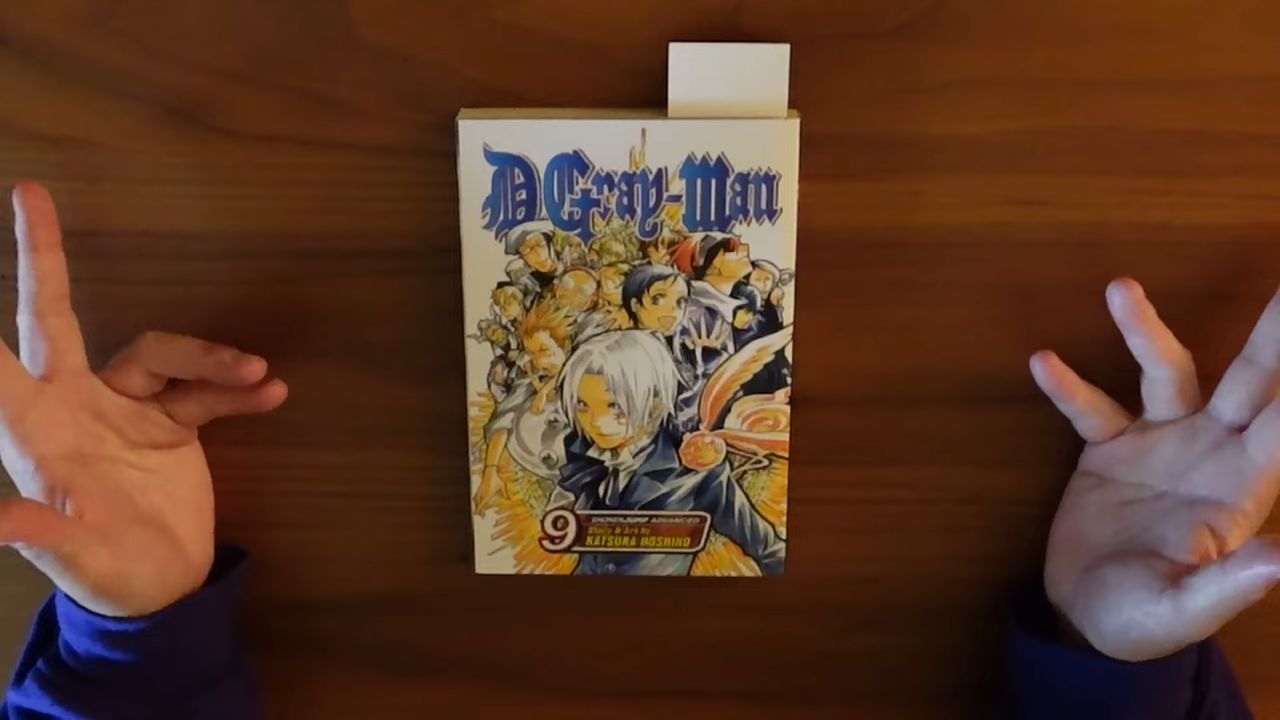 D.Gray-Man
9
SHONEN JUMP ADVANCED
Story & Art by
KATSURA HOSHINO